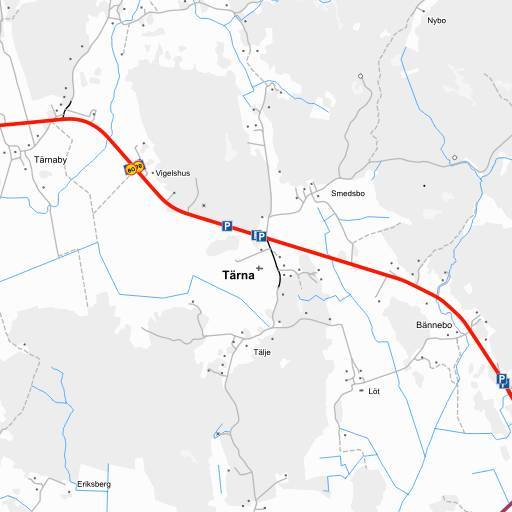 Nybo
Tärnaby
Vigelshus
Smedsbo
P
P
Tärna
Bännebo
Tälje
P
Löt
Eriksberg